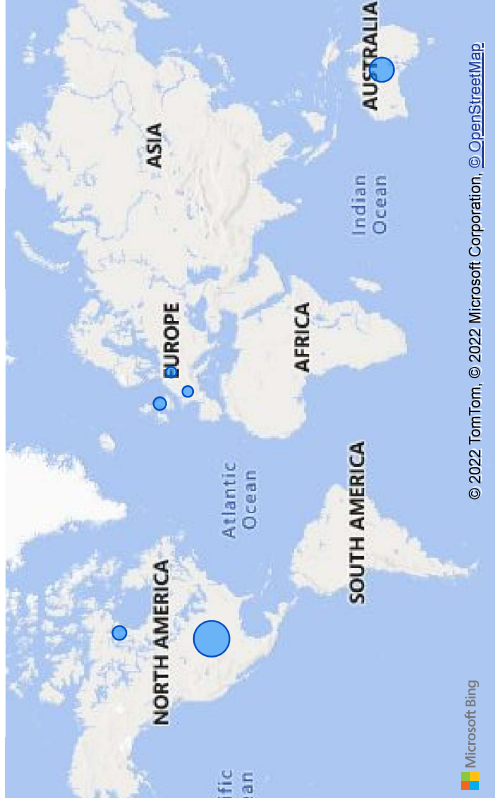 NORTH AMERICA
EUROPE
ASIA
Atlantic
Ocean
AFRICA
SOUTH AMERICA
Indian
Ocean
AUSTRALIA
Microsoft Bing
© 2022 TomTom, © 2022 Microsoft Corporation, © OpenStreetMap